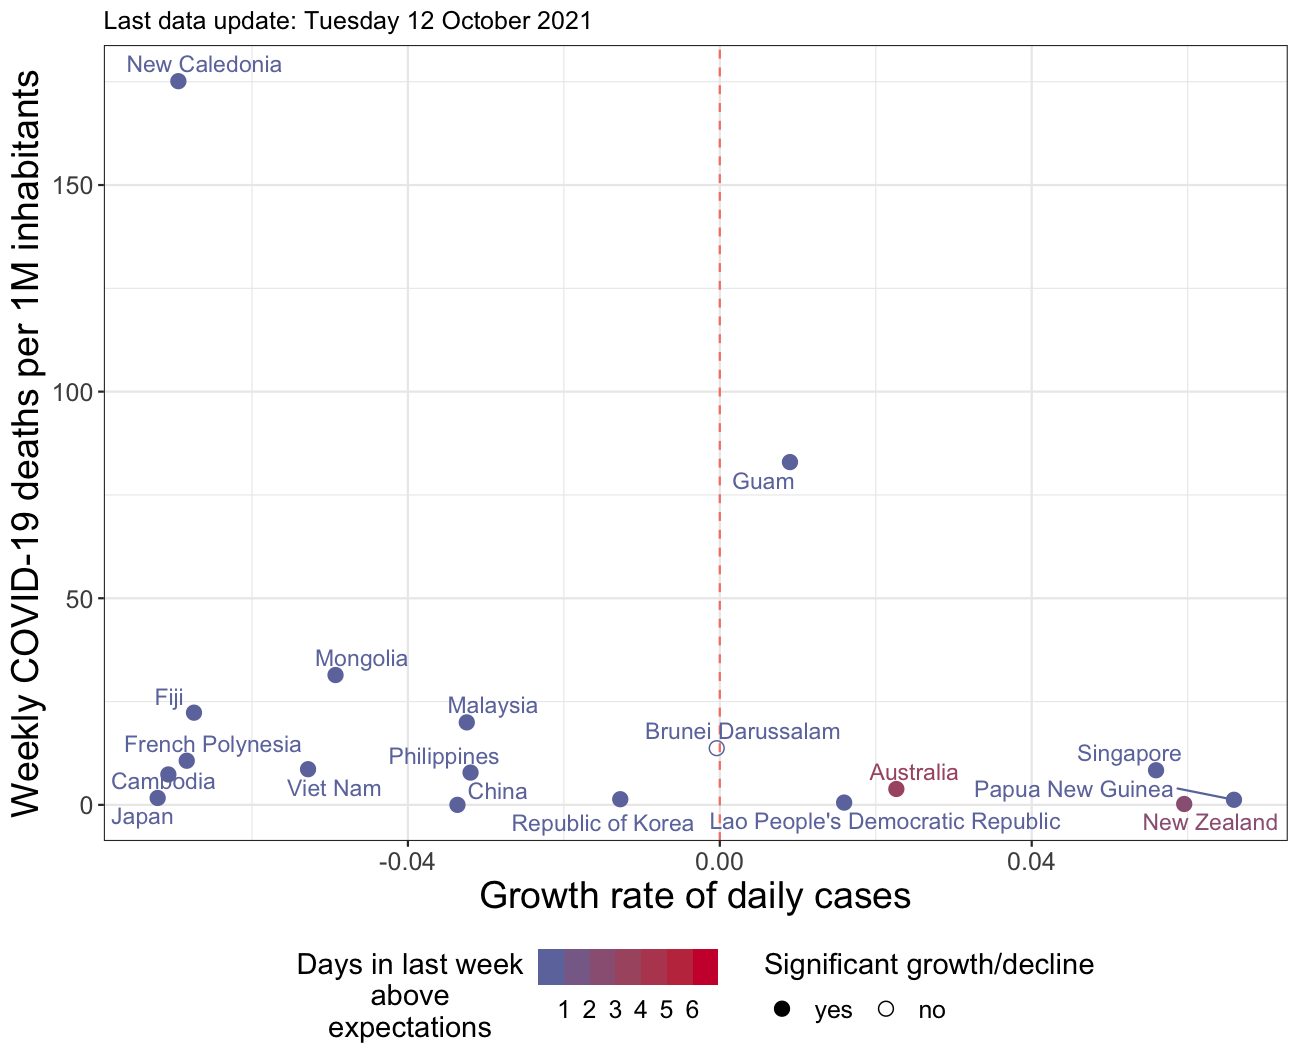 Last data update: Tuesday 12 October 2021
New Caledonia
Weekly COVID-19 deaths per 1M inhabitants
150
100
50
0
Guam
Mongolia
Fiji
Malaysia
Brunei Darussalam
French Polynesia
Philippines
Singapore
Cambodia
Viet Nam
China
Australia
Papua New Guinea
Japan
Republic of Korea
Lao People's Democratic Republic
New Zealand
-0.04
0.00
0.04
Growth rate of daily cases
Days in last week
above
expectations
1 2 3 4 5 6
Significant growth/decline
yes
no